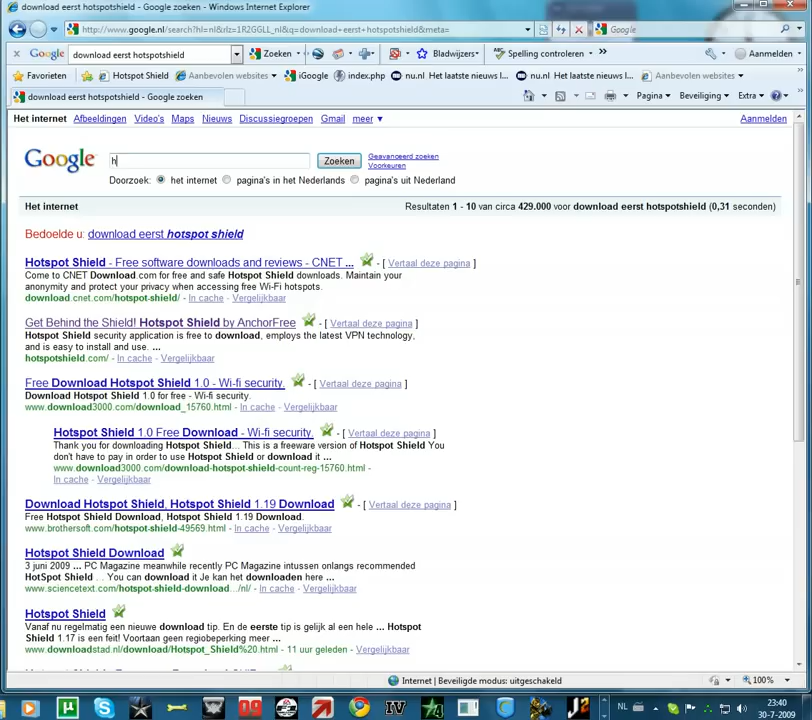 download eerst hotspotshield - Google zoeken - Windows Internet Explorer
http://www.google.nl/search?hl=nl&rlz=1R2GGLL_nl&q=download+eerst+hotspotshield&meta=
Google
Google download eerst hotspotshield Zoeken Bladwijzers Spelling controleren » Aanmelden
Favorieten Hotspot Shield Aanbevolen websites iGoogle index.php nu.nl Het laatste nieuws l... nu.nl Het laatste nieuws l... Aanbevolen websites
download eerst hotspotshield - Google zoeken
Pagina Beveiliging Extra
Het internet Afbeeldingen Video's Maps Nieuws Discussiegroepen Gmail meer ▼ Aanmelden
Google h Zoeken Geavanceerd zoeken
Voorkeuren
Doorzoek: het internet pagina's in het Nederlands pagina's uit Nederland
Het internet Resultaten 1 - 10 van circa 429.000 voor download eerst hotspotshield (0,31 seconden)
Bedoelde u: download eerst hotspot shield
Hotspot Shield - Free software downloads and reviews - CNET ... - [ Vertaal deze pagina ]
Come to CNET Download.com for free and safe Hotspot Shield downloads. Maintain your
anonymity and protect your privacy when accessing free Wi-Fi hotspots.
download.cnet.com/hotspot-shield/ - In cache - Vergelijkbaar
Get Behind the Shield! Hotspot Shield by AnchorFree - [ Vertaal deze pagina ]
Hotspot Shield security application is free to download, employs the latest VPN technology,
and is easy to install and use. ...
hotspotshield.com/ - In cache - Vergelijkbaar
Free Download Hotspot Shield 1.0 - Wi-fi security. - [ Vertaal deze pagina ]
Download Hotspot Shield 1.0 for free - Wi-fi security.
www.download3000.com/download_15760.html - In cache - Vergelijkbaar
Hotspot Shield 1.0 Free Download - Wi-fi security. - [ Vertaal deze pagina ]
Thank you for downloading Hotspot Shield... This is a freeware version of Hotspot Shield You
don't have to pay in order to use Hotspot Shield or download it ...
www.download3000.com/download-hotspot-shield-count-reg-15760.html -
In cache - Vergelijkbaar
Download Hotspot Shield, Hotspot Shield 1.19 Download - [ Vertaal deze pagina ]
Free Hotspot Shield Download, Hotspot Shield 1.19 Download.
www.brothersoft.com/hotspot-shield-49569.html - In cache - Vergelijkbaar
Hotspot Shield Download
3 juni 2009 ... PC Magazine meanwhile recently PC Magazine intussen onlangs recommended
HotSpot Shield ... You can download it Je kan het downloaden here ...
www.sciencetext.com/hotspot-shield-download.../nl/ - In cache - Vergelijkbaar
Hotspot Shield
Vanaf nu regelmatig een nieuwe download tip. En de eerste tip is gelijk al een hele ... Hotspot
Shield 1.17 is een feit! Voortaan geen regiobeperking meer ...
www.downloadstad.nl/download/Hotspot_Shield%20.html - 11 uur geleden - Vergelijkbaar
Internet | Beveiligde modus: uitgeschakeld 100%
NL 23:40
30-7-2009